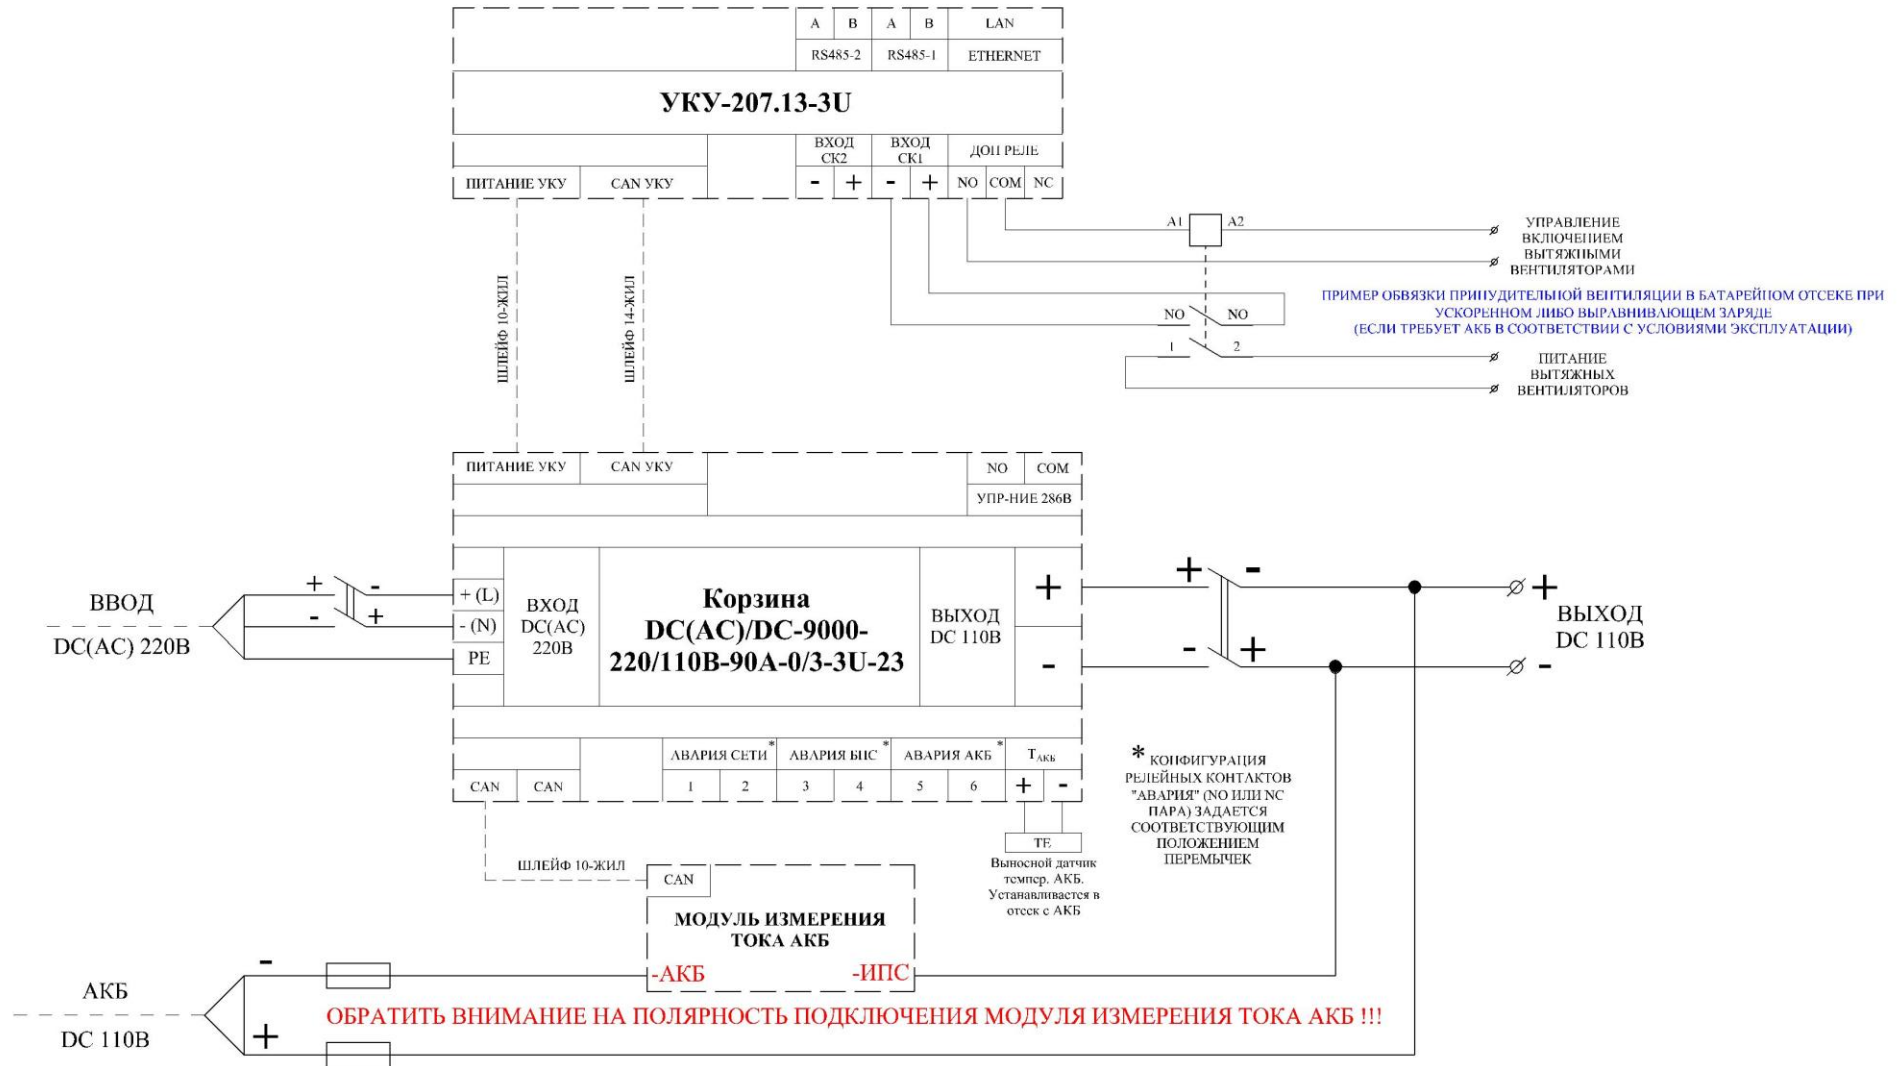 A B A B LAN
RS485-2 RS485-1 ETHERNET
УКУ-207.13-3U
ВХОД СК2
ВХОД СК1
ДОП РЕЛЕ
ПИТАНИЕ УКУ CAN УКУ - + - + NO COM NC
A1 A2
УПРАВЛЕНИЕ
ВКЛЮЧЕНИЕМ
ВЫТЯЖНЫМИ
ВЕНТИЛЯТОРАМИ
ШЛЕЙФ 10-ЖИЛ
ШЛЕЙФ 14-ЖИЛ
ПРИМЕР ОБВЯЗКИ ПРИНУДИТЕЛЬНОЙ ВЕНТИЛЯЦИИ В БАТАРЕЙНОМ ОТСЕКЕ ПРИ
УСКОРЕННОМ ЛИБО ВЫРАВНИВАЮЩЕМ ЗАРЯДЕ
(ЕСЛИ ТРЕБУЕТ АКБ В СООТВЕТСТВИИ С УСЛОВИЯМИ ЭКСПЛУАТАЦИИ)
NO NO
1 2
ПИТАНИЕ
ВЫТЯЖНЫХ
ВЕНТИЛЯТОРОВ
ПИТАНИЕ УКУ CAN УКУ NO COM
УПР-НИЕ 286В
ВВОД
DC(AC) 220В
+ -
- +
+ (L)
- (N)
PE
ВХОД
DC(AC)
220В
Корзина
DC(AC)/DC-9000-
220/110В-90А-0/3-3U-23
ВЫХОД
DC 110В
+
-
+ -
- +
+
-
ВЫХОД
DC 110В
АВАРИЯ СЕТИ* АВАРИЯ БПС* АВАРИЯ АКБ* TАКБ
CAN CAN 1 2 3 4 5 6 + -
TE
Выносной датчик
темпер. АКБ.
Устанавливается в
отсек с АКБ
* КОНФИГУРАЦИЯ
РЕЛЕЙНЫХ КОНТАКТОВ
"АВАРИЯ" (NO ИЛИ NC
ПАРА) ЗАДАЕТСЯ
СООТВЕТСТВУЮЩИМ
ПОЛОЖЕНИЕМ
ПЕРЕМЫЧЕК
ШЛЕЙФ 10-ЖИЛ
CAN
МОДУЛЬ ИЗМЕРЕНИЯ
ТОКА АКБ
-АКБ -ИПС
АКБ
DC 110В
-
+
ОБРАТИТЬ ВНИМАНИЕ НА ПОЛЯРНОСТЬ ПОДКЛЮЧЕНИЯ МОДУЛЯ ИЗМЕРЕНИЯ ТОКА АКБ !!!